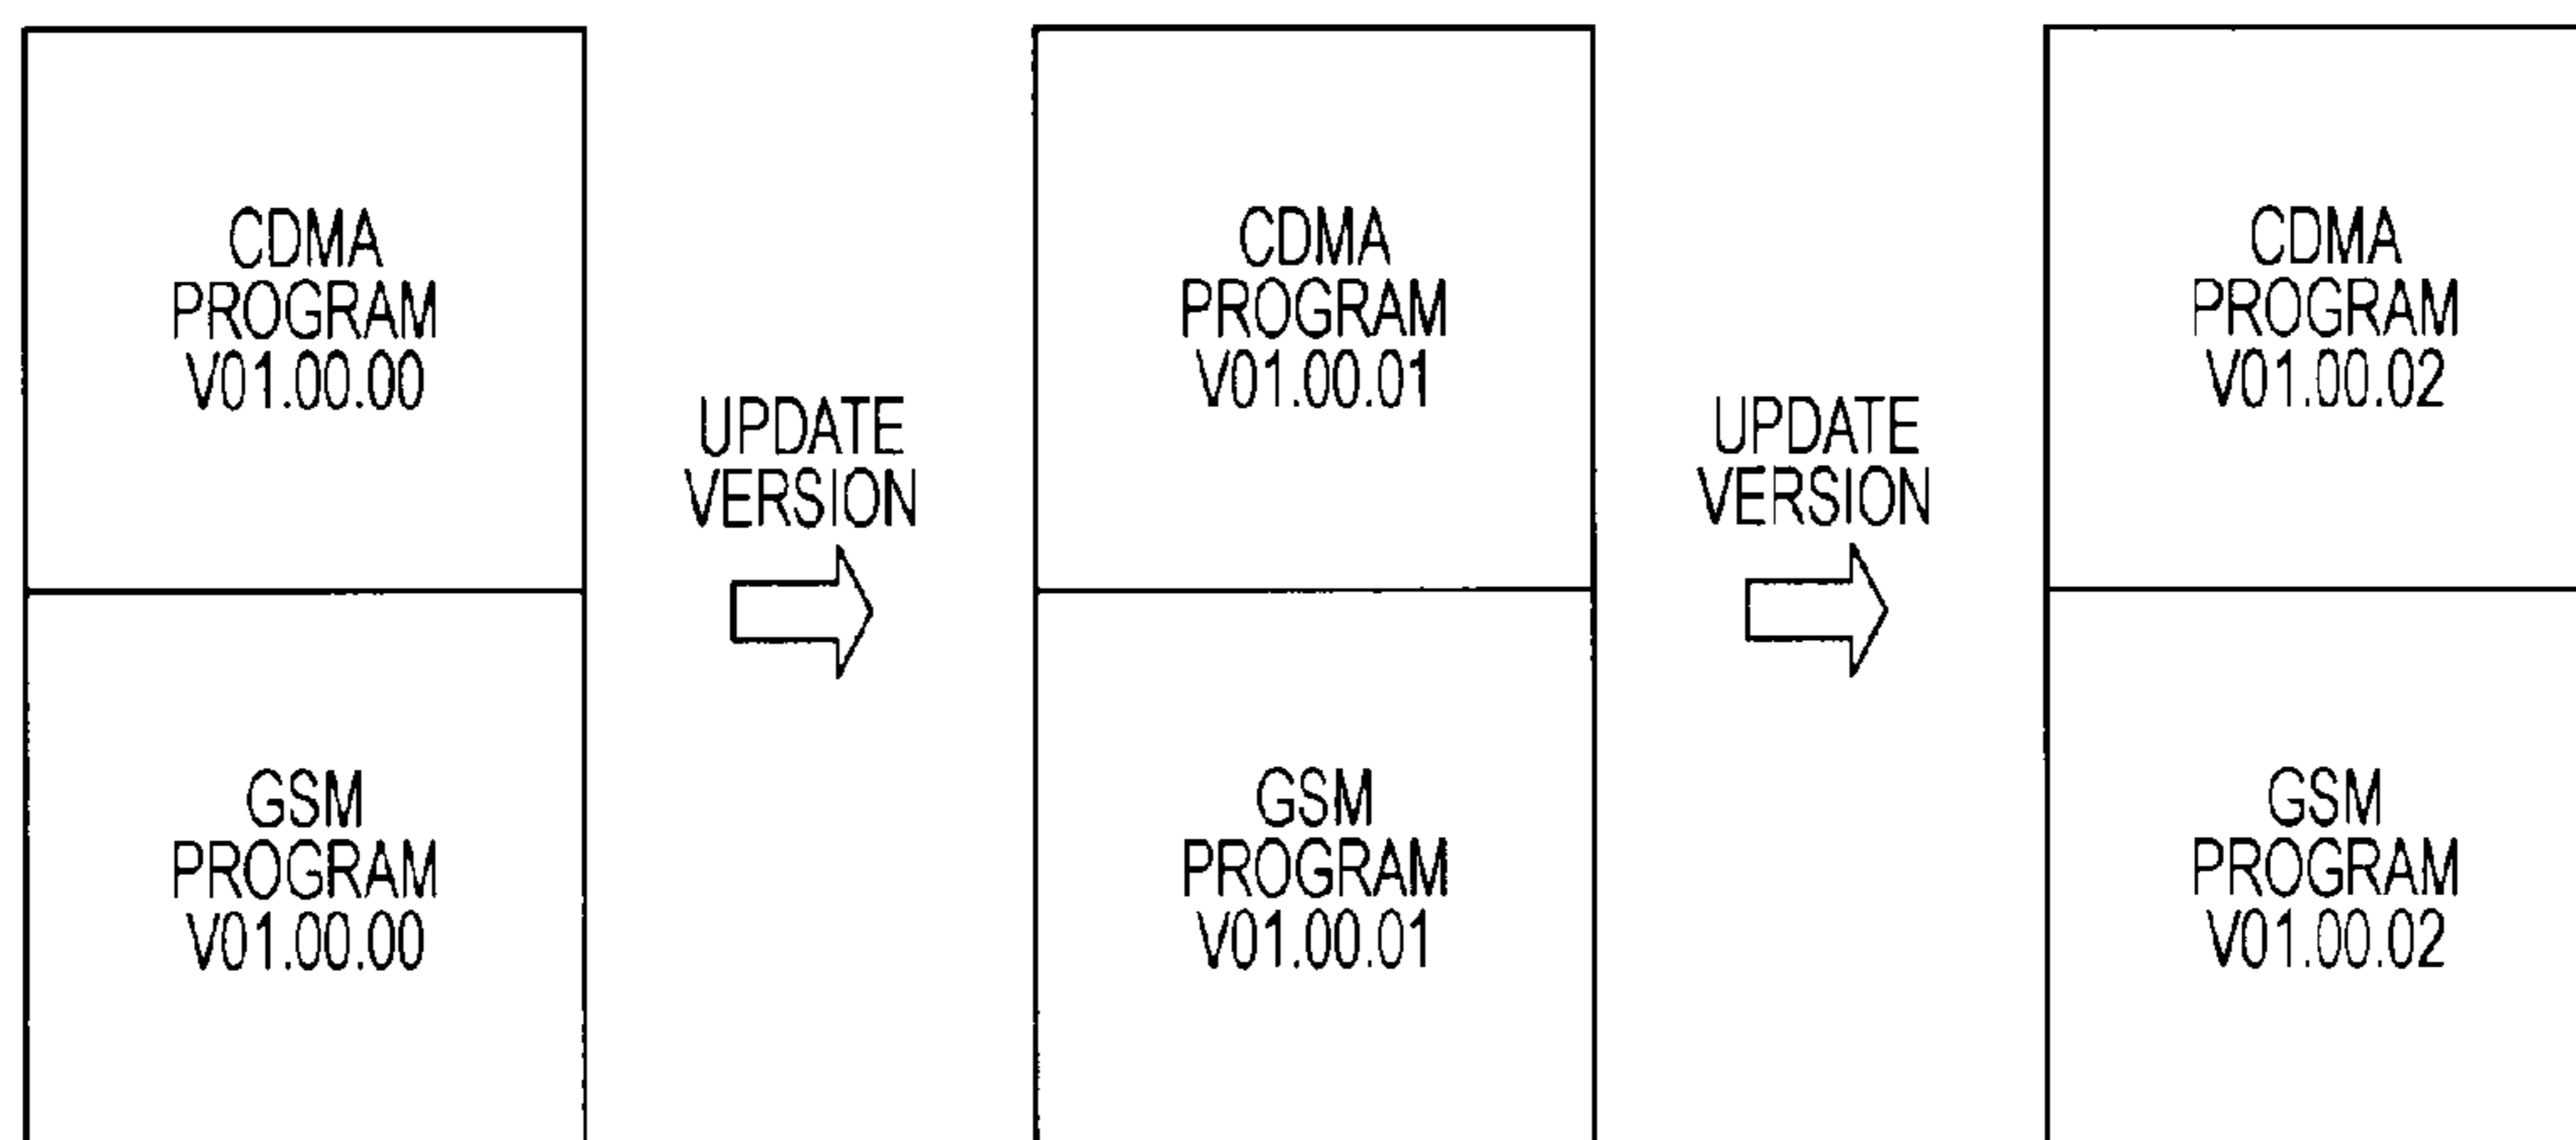 CDMA
PROGRAM
V01.00.00
GSM
PROGRAM
V01.00.00
UPDATE
VERSION
CDMA
PROGRAM
V01.00.01
GSM
PROGRAM
V01.00.01
UPDATE
VERSION
CDMA
PROGRAM
V01.00.02
GSM
PROGRAM
V01.00.02